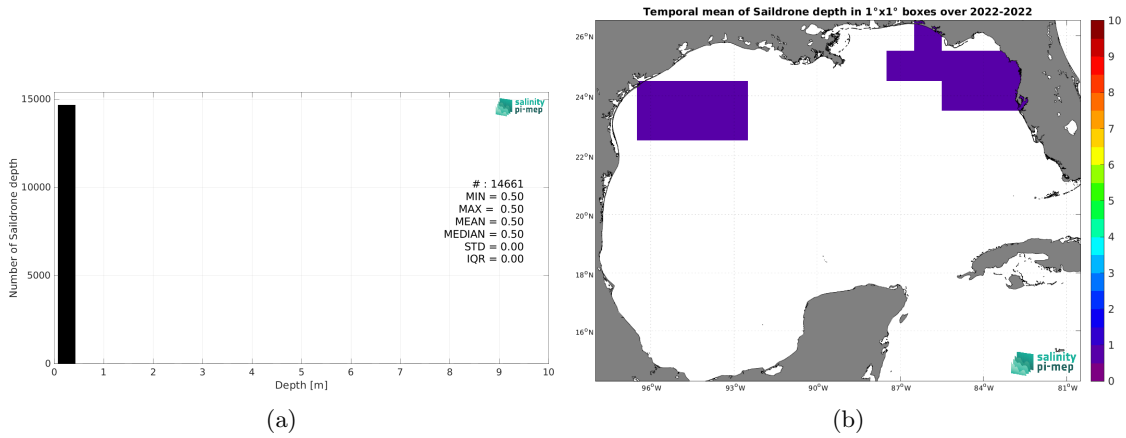 Temporal mean of Saildrone depth in 1°x1° boxes over 2022-2022
15000
10000
5000
0
Number of Saildrone depth
salinity
pi-mep
# : 14661
MIN = 0.50
MAX = 0.50
MEAN = 0.50
MEDIAN = 0.50
STD = 0.00
IQR = 0.00
0 1 2 3 4 5 6 7 8 9 10
Depth [m]
(a)
26°N
24°N
22°N
20°N
18°N
16°N
96°W 93°W 90°W 87°W 84°W 81°W
salinity
pi-mep
10
9
8
7
6
5
4
3
2
1
0
(b)